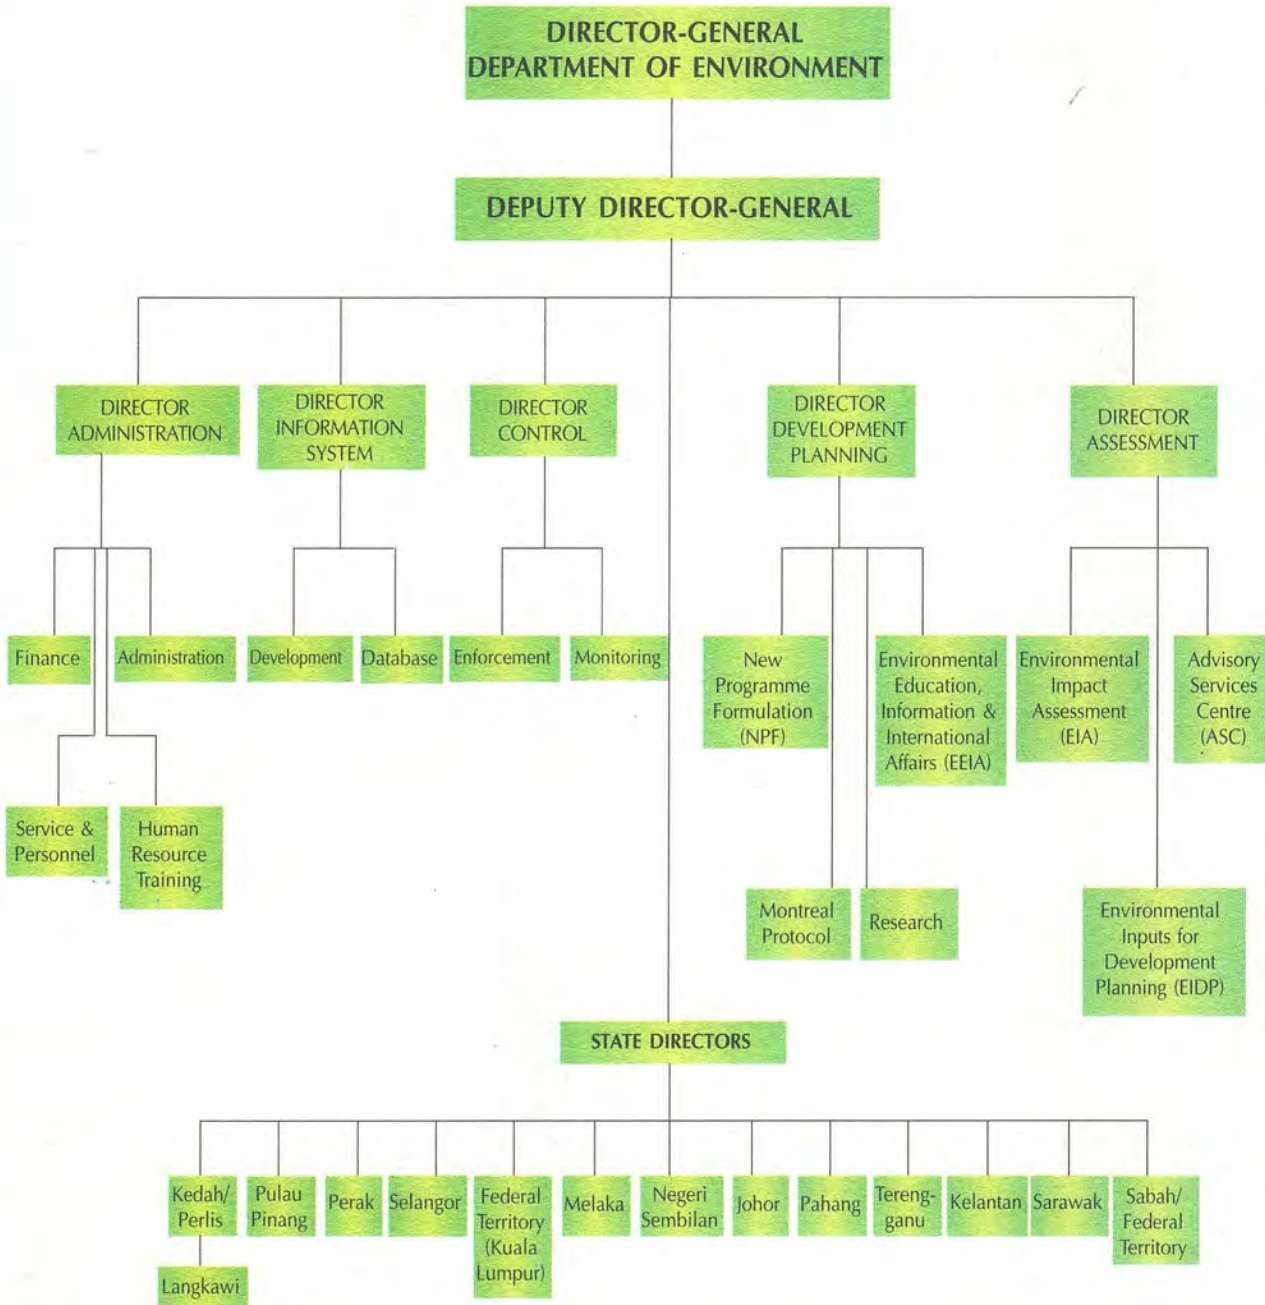 DIRECTOR-GENERAL
DEPARTMENT OF ENVIRONMENT
DEPUTY DIRECTOR-GENERAL
DIRECTOR
ADMINISTRATION
DIRECTOR
INFORMATION
SYSTEM
DIRECTOR
CONTROL
DIRECTOR
DEVELOPMENT
PLANNING
DIRECTOR
ASSESSMENT
Finance
Administration
Development
Database
Enforcement
Monitoring
New
Programme
Formulation
(NPF)
Environmental
Education,
Information &
International
Affairs (EEIA)
Environmental
Impact
Assessment
(EIA)
Advisory
Services
Centre
(ASC)
Service &
Personnel
Human
Resource
Training
Montreal
Protocol
Research
Environmental
Inputs for
Development
Planning (EIDP)
STATE DIRECTORS
Kedah/
Perlis
Pulau
Pinang
Perak
Selangor
Federal
Territory
(Kuala
Lumpur)
Melaka
Negeri
Sembilan
Johor
Pahang
Tereng-
ganu
Kelantan
Sarawak
Sabah/
Federal
Territory
Langkawi